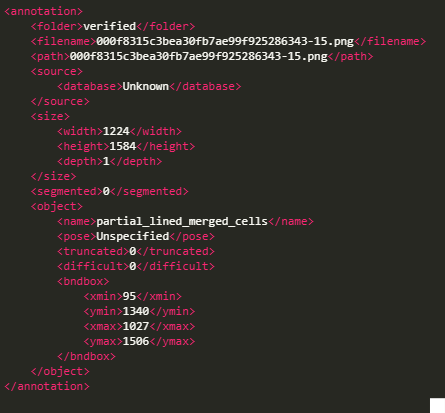 <annotation>
    <folder>verified</folder>
    <filename>000f8315c3bea30fb7ae99f925286343-15.png</filename>
    <path>000f8315c3bea30fb7ae99f925286343-15.png</path>
    <source>
        <database>Unknown</database>
    </source>
    <size>
        <width>1224</width>
        <height>1584</height>
        <depth>1</depth>
    </size>
    <segmented>0</segmented>
    <object>
        <name>partial_lined_merged_cells</name>
        <pose>Unspecified</pose>
        <truncated>0</truncated>
        <difficult>0</difficult>
        <bndbox>
            <xmin>95</xmin>
            <ymin>1340</ymin>
            <xmax>1027</xmax>
            <ymax>1506</ymax>
        </bndbox>
    </object>
</annotation>